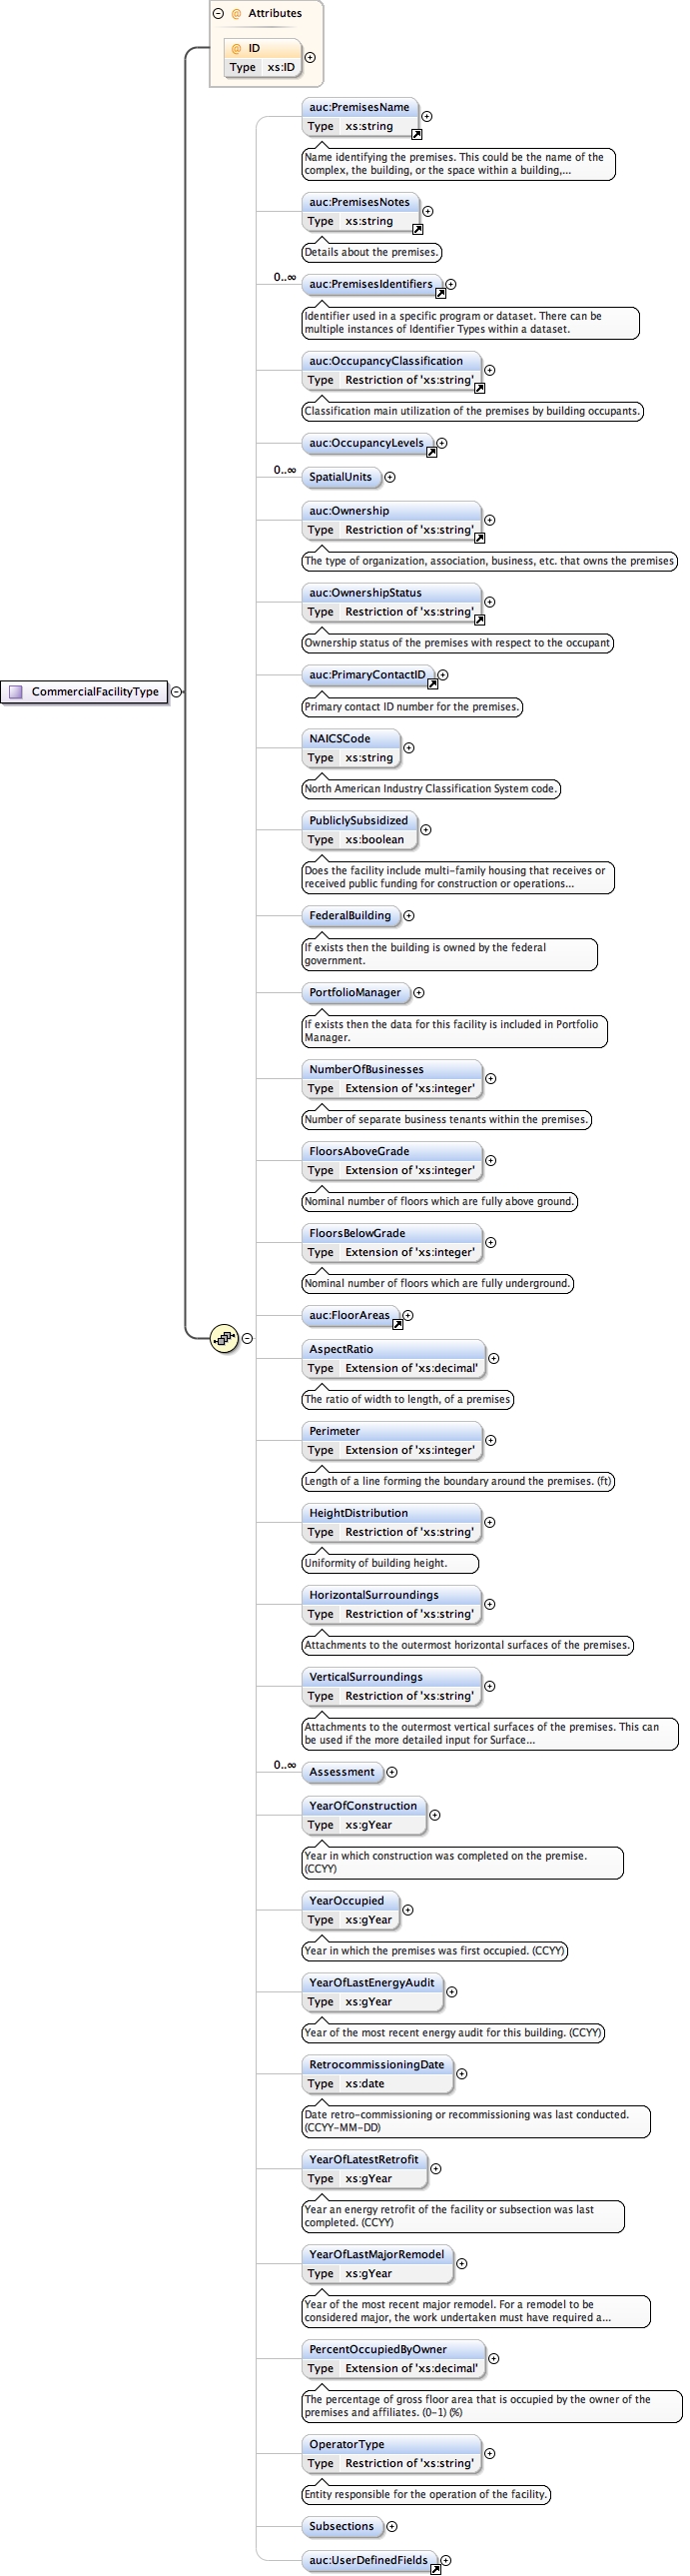 @ Attributes
@ ID
Type xs:ID
auc:PremisesName
Type xs:string
Name identifying the premises. This could be the name of the
complex, the building, or the space within a building,...
auc:PremisesNotes
Type xs:string
Details about the premises.
0..∞
auc:PremisesIdentifiers
Identifier used in a specific program or dataset. There can be
multiple instances of Identifier Types within a dataset.
auc:OccupancyClassification
Type Restriction of 'xs:string'
Classification main utilization of the premises by building occupants.
auc:OccupancyLevels
0..∞
SpatialUnits
auc:Ownership
Type Restriction of 'xs:string'
The type of organization, association, business, etc. that owns the premises
auc:OwnershipStatus
Type Restriction of 'xs:string'
Ownership status of the premises with respect to the occupant
auc:PrimaryContactID
CommercialFacilityType
Primary contact ID number for the premises.
NAICSCode
Type xs:string
North American Industry Classification System code.
PubliclySubsidized
Type xs:boolean
Does the facility include multi-family housing that receives or
received public funding for construction or operations...
FederalBuilding
If exists then the building is owned by the federal
government.
PortfolioManager
If exists then the data for this facility is included in Portfolio
Manager.
NumberOfBusinesses
Type Extension of 'xs:integer'
Number of separate business tenants within the premises.
FloorsAboveGrade
Type Extension of 'xs:integer'
Nominal number of floors which are fully above ground.
FloorsBelowGrade
Type Extension of 'xs:integer'
Nominal number of floors which are fully underground.
auc:FloorAreas
AspectRatio
Type Extension of 'xs:decimal'
The ratio of width to length, of a premises
Perimeter
Type Extension of 'xs:integer'
Length of a line forming the boundary around the premises. (ft)
HeightDistribution
Type Restriction of 'xs:string'
Uniformity of building height.
HorizontalSurroundings
Type Restriction of 'xs:string'
Attachments to the outermost horizontal surfaces of the premises.
VerticalSurroundings
Type Restriction of 'xs:string'
Attachments to the outermost vertical surfaces of the premises. This can
be used if the more detailed input for Surface...
0..∞
Assessment
YearOfConstruction
Type xs:gYear
Year in which construction was completed on the premise.
(CCYY)
YearOccupied
Type xs:gYear
Year in which the premises was first occupied. (CCYY)
YearOfLastEnergyAudit
Type xs:gYear
Year of the most recent energy audit for this building. (CCYY)
RetrocommissioningDate
Type xs:date
Date retro-commissioning or recommissioning was last conducted.
(CCYY-MM-DD)
YearOfLatestRetrofit
Type xs:gYear
Year an energy retrofit of the facility or subsection was last
completed. (CCYY)
YearOfLastMajorRemodel
Type xs:gYear
Year of the most recent major remodel. For a remodel to be
considered major, the work undertaken must have required a...
PercentOccupiedByOwner
Type Extension of 'xs:decimal'
The percentage of gross floor area that is occupied by the owner of the
premises and affiliates. (0-1) (%)
OperatorType
Type Restriction of 'xs:string'
Entity responsible for the operation of the facility.
Subsections
auc:UserDefinedFields